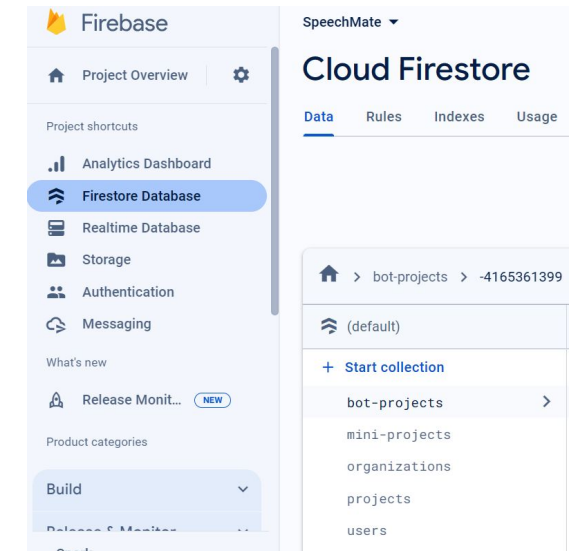 Firebase
Project Overview
Project shortcuts
Analytics Dashboard
Firestore Database
Realtime Database
Storage
Authentication
Messaging
What's new
Release Monit... NEW
Product categories
Build
Release & Monitor
SpeechMate
Cloud Firestore
Data Rules Indexes Usage
bot-projects > -4165361399
(default)
+ Start collection
bot-projects
mini-projects
organizations
projects
users